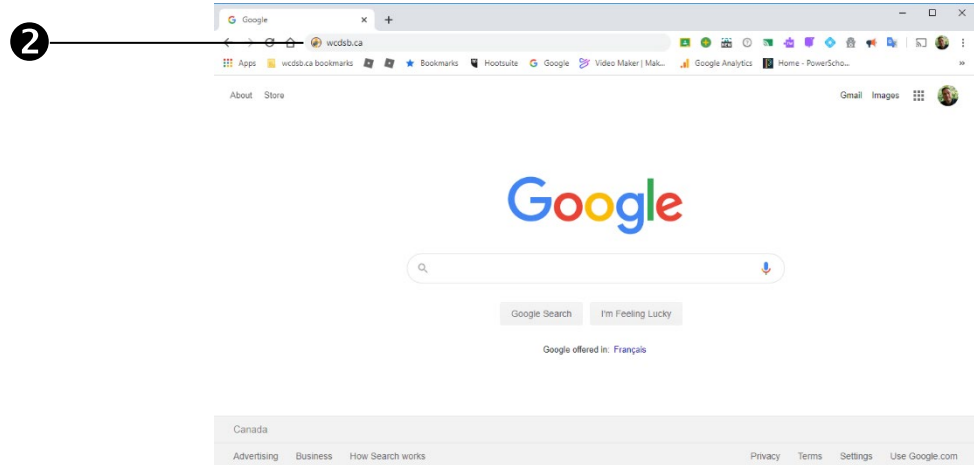 Google
2
wcdsb.ca
Apps wcdsb.ca bookmarks Bookmarks Hootsuite Google Video Maker | Mak... Google Analytics Home - PowerScho...
About Store Gmail Images
Google
Google Search I'm Feeling Lucky
Google offered in: Français
Canada
Advertising Business How Search works Privacy Terms Settings Use Google.com